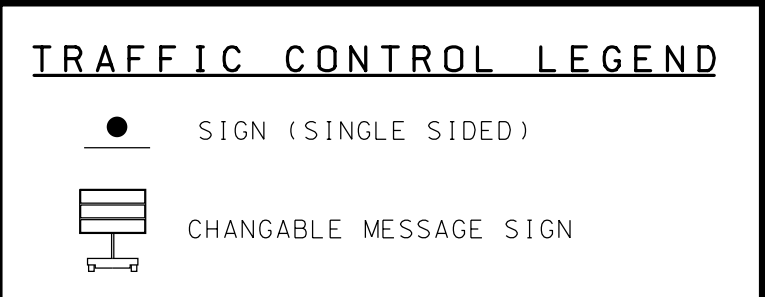 TRAFFIC CONTROL LEGEND
SIGN (SINGLE SIDED)
CHANGABLE MESSAGE SIGN